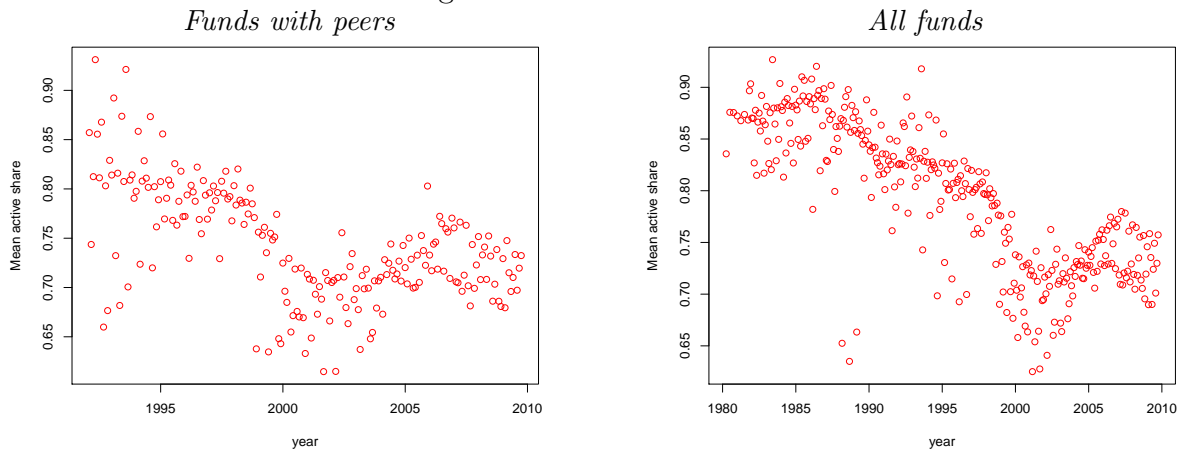 Funds with peers
Mean active share
0.65 0.70 0.75 0.80 0.85 0.90
1995 2000 2005 2010
year
All funds
Mean active share
0.65 0.70 0.75 0.80 0.85 0.90
1980 1985 1990 1995 2000 2005 2010
year